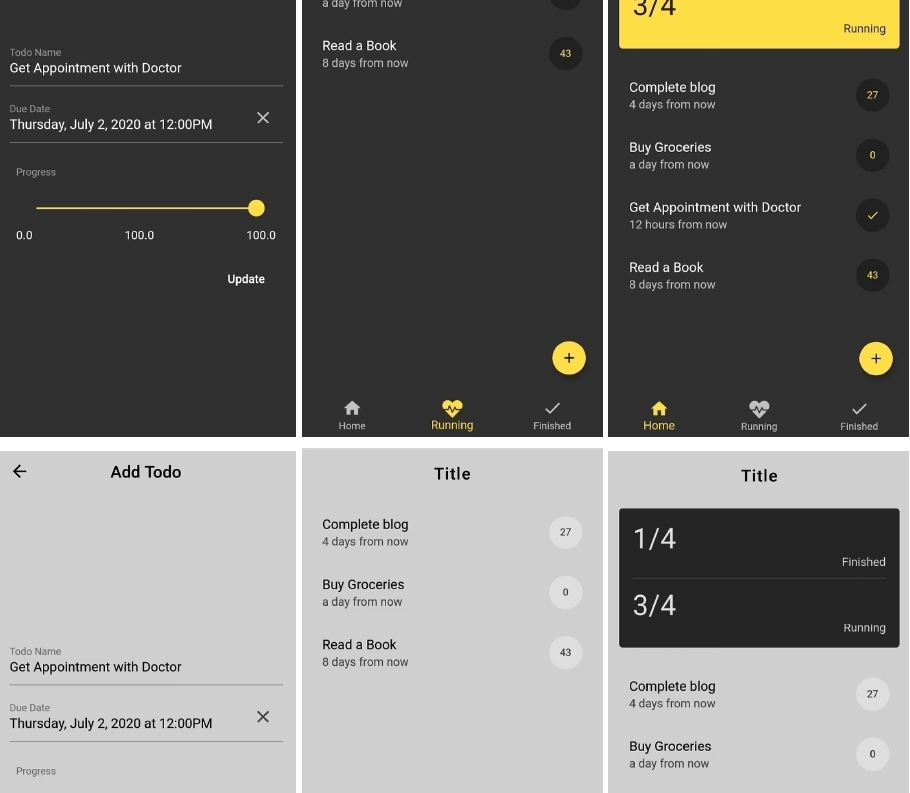 Todo Name
Get Appointment with Doctor
Due Date
Thursday, July 2, 2020 at 12:00PM
Progress
0.0 100.0 100.0
Update
a day from now
Read a Book
8 days from now
43
Home Running Finished
3/4
Running
Complete blog
4 days from now
27
Buy Groceries
a day from now
0
Get Appointment with Doctor
12 hours from now
Read a Book
8 days from now
43
Home Running Finished
Add Todo
Todo Name
Get Appointment with Doctor
Due Date
Thursday, July 2, 2020 at 12:00PM
Progress
Title
Complete blog
4 days from now
27
Buy Groceries
a day from now
0
Read a Book
8 days from now
43
Title
1/4
Finished
3/4
Running
Complete blog
4 days from now
27
Buy Groceries
a day from now
0